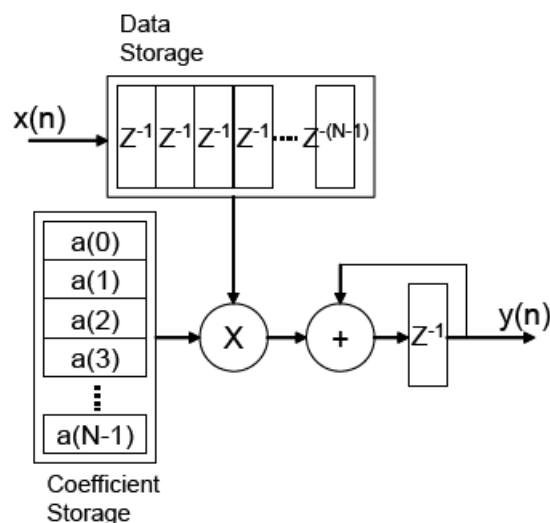 Data
Storage
x(n)
Z⁻¹ Z⁻¹ Z⁻¹ Z⁻¹ Z⁻⁽ᴺ⁻¹⁾
a(0)
a(1)
a(2)
a(3)
a(N-1)
X
+
Z⁻¹
y(n)
Coefficient
Storage